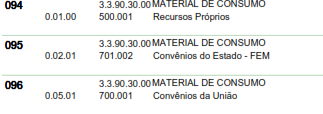 094 3.3.90.30.00 MATERIAL DE CONSUMO
0.01.00 500.001 Recursos Próprios
095 3.3.90.30.00 MATERIAL DE CONSUMO
0.02.01 701.002 Convênios do Estado - FEM
096 3.3.90.30.00 MATERIAL DE CONSUMO
0.05.01 700.001 Convênios da União